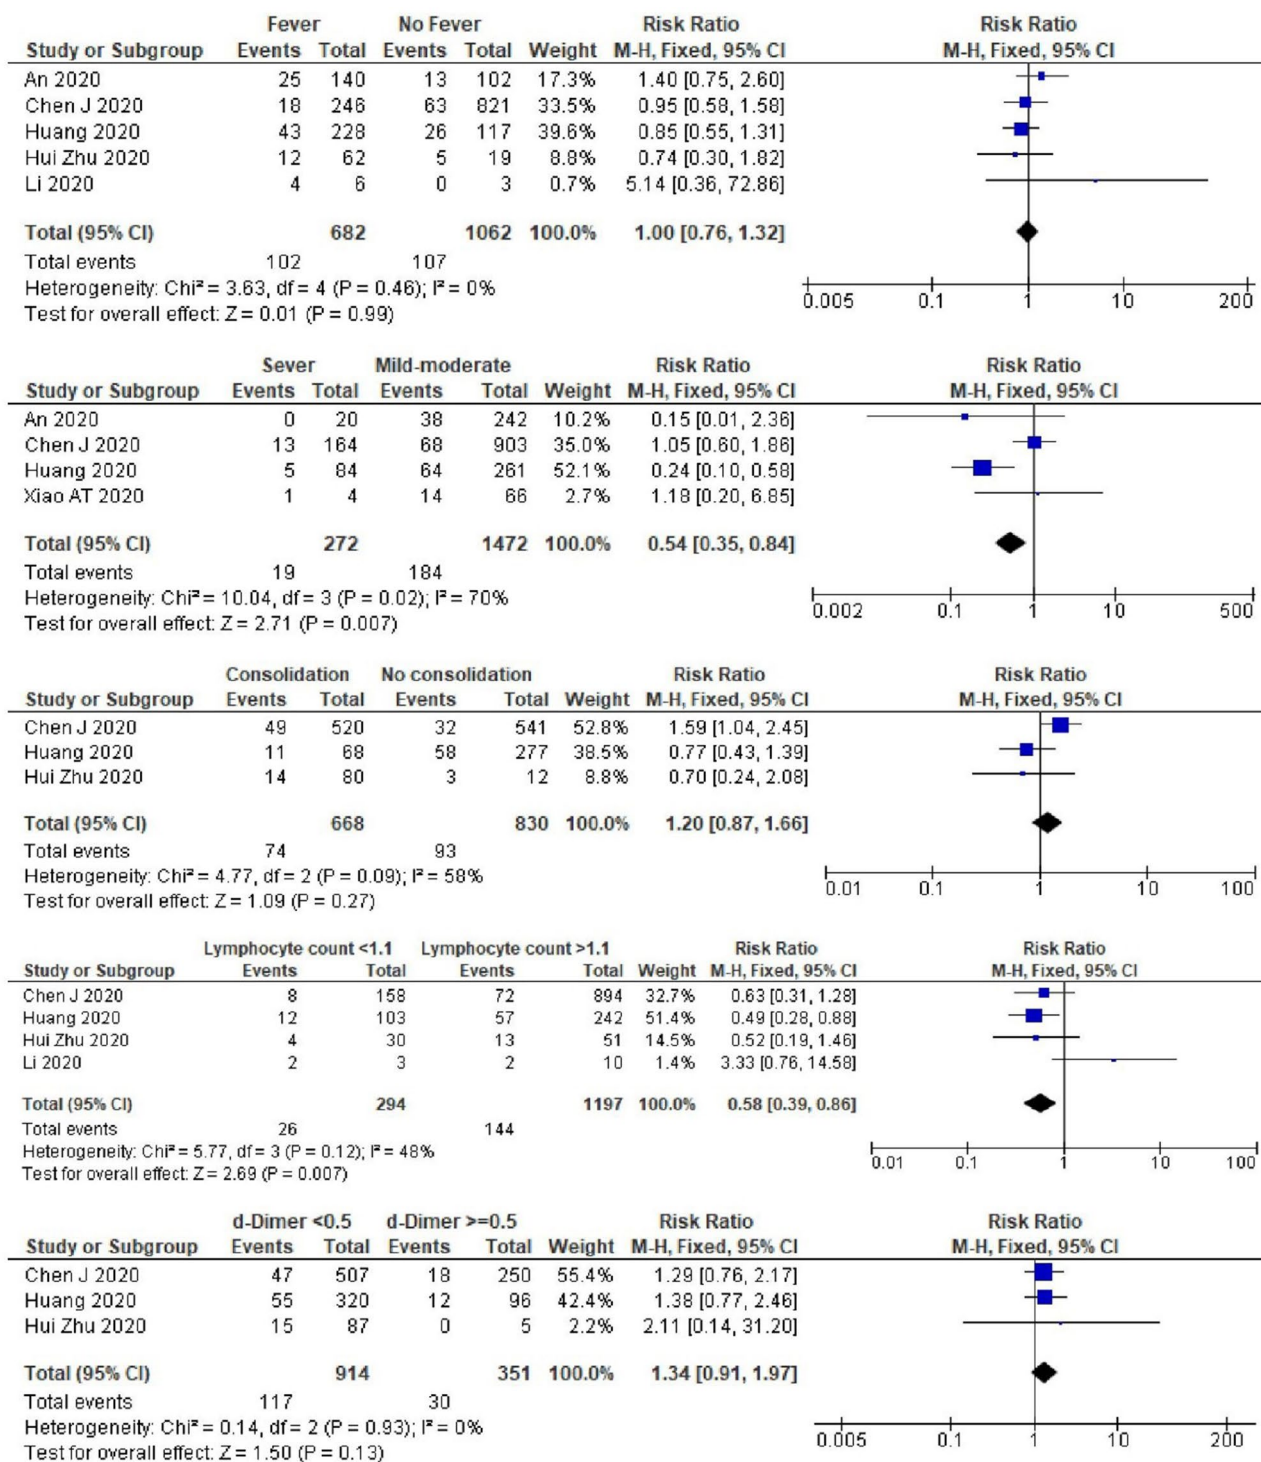 Fever No Fever Risk Ratio Risk Ratio
Study or Subgroup Events Total Events Total Weight M-H, Fixed, 95% CI M-H, Fixed, 95% CI
An 2020 25 140 13 102 17.3% 1.40 [0.75, 2.60]
Chen J 2020 18 246 63 821 33.5% 0.95 [0.58, 1.58]
Huang 2020 43 228 26 117 39.6% 0.85 [0.55, 1.31]
Hui Zhu 2020 12 62 5 19 8.8% 0.74 [0.30, 1.82]
Li 2020 4 6 0 3 0.7% 5.14 [0.36, 72.86]
Total (95% CI) 682 1062 100.0% 1.00 [0.76, 1.32]
Total events 102 107
Heterogeneity: Chi² = 3.63, df = 4 (P = 0.46); I² = 0%
Test for overall effect: Z = 0.01 (P = 0.99)
0.005 0.1 1 10 200
Sever Mild-moderate Risk Ratio Risk Ratio
Study or Subgroup Events Total Events Total Weight M-H, Fixed, 95% CI M-H, Fixed, 95% CI
An 2020 0 20 38 242 10.2% 0.15 [0.01, 2.36]
Chen J 2020 13 164 68 903 35.0% 1.05 [0.60, 1.86]
Huang 2020 5 84 64 261 52.1% 0.24 [0.10, 0.58]
Xiao AT 2020 1 4 14 66 2.7% 1.18 [0.20, 6.85]
Total (95% CI) 272 1472 100.0% 0.54 [0.35, 0.84]
Total events 19 184
Heterogeneity: Chi² = 10.04, df = 3 (P = 0.02); I² = 70%
Test for overall effect: Z = 2.71 (P = 0.007)
0.002 0.1 1 10 500
Consolidation No consolidation Risk Ratio Risk Ratio
Study or Subgroup Events Total Events Total Weight M-H, Fixed, 95% CI M-H, Fixed, 95% CI
Chen J 2020 49 520 32 541 52.8% 1.59 [1.04, 2.45]
Huang 2020 11 68 58 277 38.5% 0.77 [0.43, 1.39]
Hui Zhu 2020 14 80 3 12 8.8% 0.70 [0.24, 2.08]
Total (95% CI) 668 830 100.0% 1.20 [0.87, 1.66]
Total events 74 93
Heterogeneity: Chi² = 4.77, df = 2 (P = 0.09); I² = 58%
Test for overall effect: Z = 1.09 (P = 0.27)
0.01 0.1 1 10 100
Lymphocyte count <1.1 Lymphocyte count >1.1 Risk Ratio Risk Ratio
Study or Subgroup Events Total Events Total Weight M-H, Fixed, 95% CI M-H, Fixed, 95% CI
Chen J 2020 8 158 72 894 32.7% 0.63 [0.31, 1.28]
Huang 2020 12 103 57 242 51.4% 0.49 [0.28, 0.88]
Hui Zhu 2020 4 30 13 51 14.5% 0.52 [0.19, 1.46]
Li 2020 2 3 2 10 1.4% 3.33 [0.76, 14.58]
Total (95% CI) 294 1197 100.0% 0.58 [0.39, 0.86]
Total events 26 144
Heterogeneity: Chi² = 5.77, df = 3 (P = 0.12); I² = 48%
Test for overall effect: Z = 2.69 (P = 0.007)
0.01 0.1 1 10 100
d-Dimer <0.5 d-Dimer >=0.5 Risk Ratio Risk Ratio
Study or Subgroup Events Total Events Total Weight M-H, Fixed, 95% CI M-H, Fixed, 95% CI
Chen J 2020 47 507 18 250 55.4% 1.29 [0.76, 2.17]
Huang 2020 55 320 12 96 42.4% 1.38 [0.77, 2.46]
Hui Zhu 2020 15 87 0 5 2.2% 2.11 [0.14, 31.20]
Total (95% CI) 914 351 100.0% 1.34 [0.91, 1.97]
Total events 117 30
Heterogeneity: Chi² = 0.14, df = 2 (P = 0.93); I² = 0%
Test for overall effect: Z = 1.50 (P = 0.13)
0.005 0.1 1 10 200